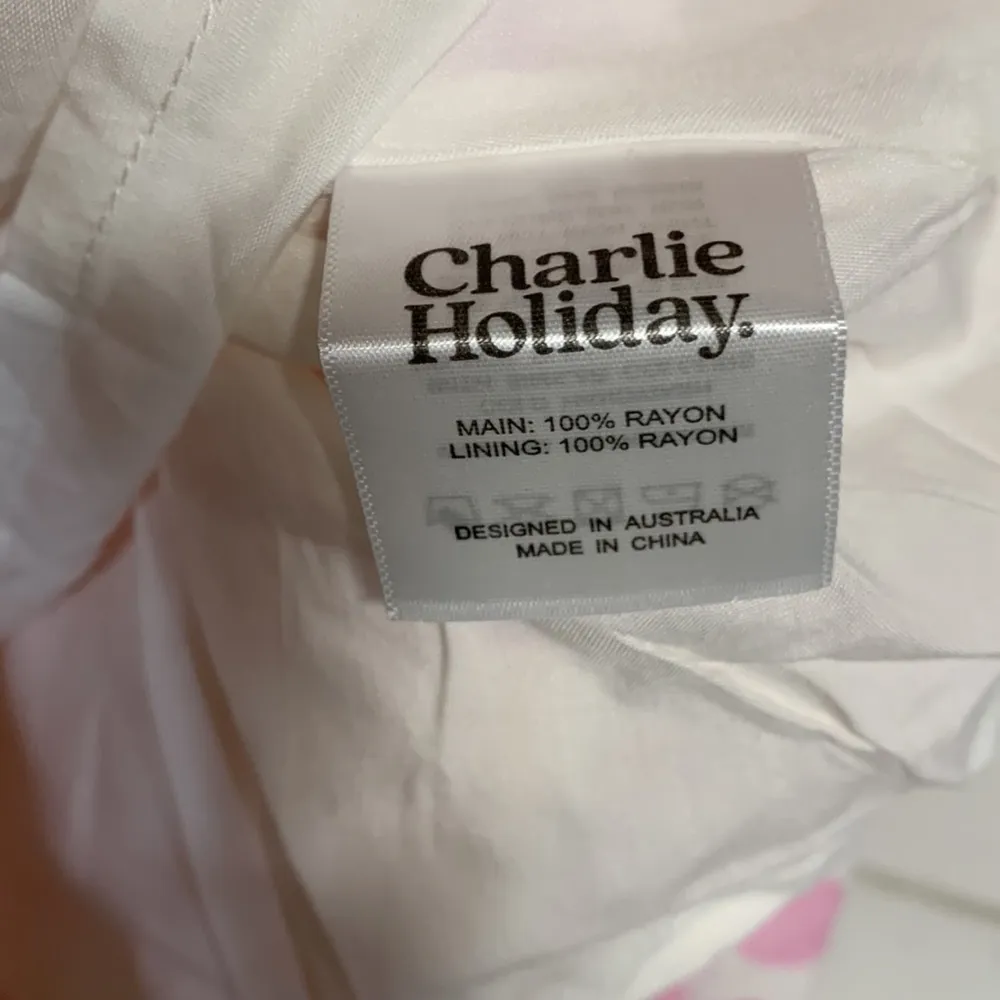 Charlie
Holiday.
MAIN: 100% RAYON
LINING: 100% RAYON
DESIGNED IN AUSTRALIA
MADE IN CHINA